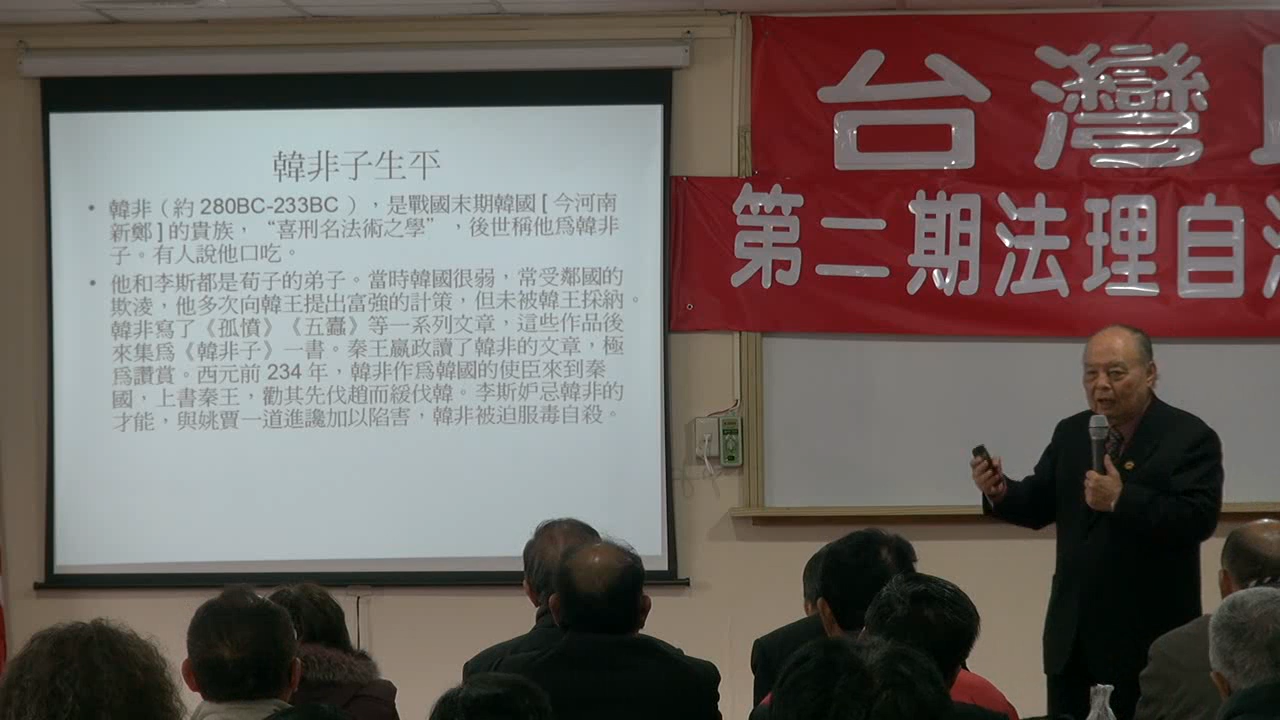 韓非子生平
• 韓非（約 280BC-233BC ），是戰國末期韓國 [ 今河南
新鄭 ] 的貴族，“喜刑名法術之學”，後世稱他爲韓非
子。有人說他口吃。
• 他和李斯都是荀子的弟子。當時韓國很弱，常受鄰國的
欺淩，他多次向韓王提出富強的計策，但未被韓王採納。
韓非寫了《孤憤》《五蠹》等一系列文章，這些作品後
來集爲《韓非子》一書。秦王嬴政讀了韓非的文章，極
爲讚賞。西元前 234 年，韓非作爲韓國的使臣來到秦
國，上書秦王，勸其先伐趙而緩伐韓。李斯妒忌韓非的
才能，與姚賈一道進讒加以陷害，韓非被迫服毒自殺。
台灣
第二期法理自治